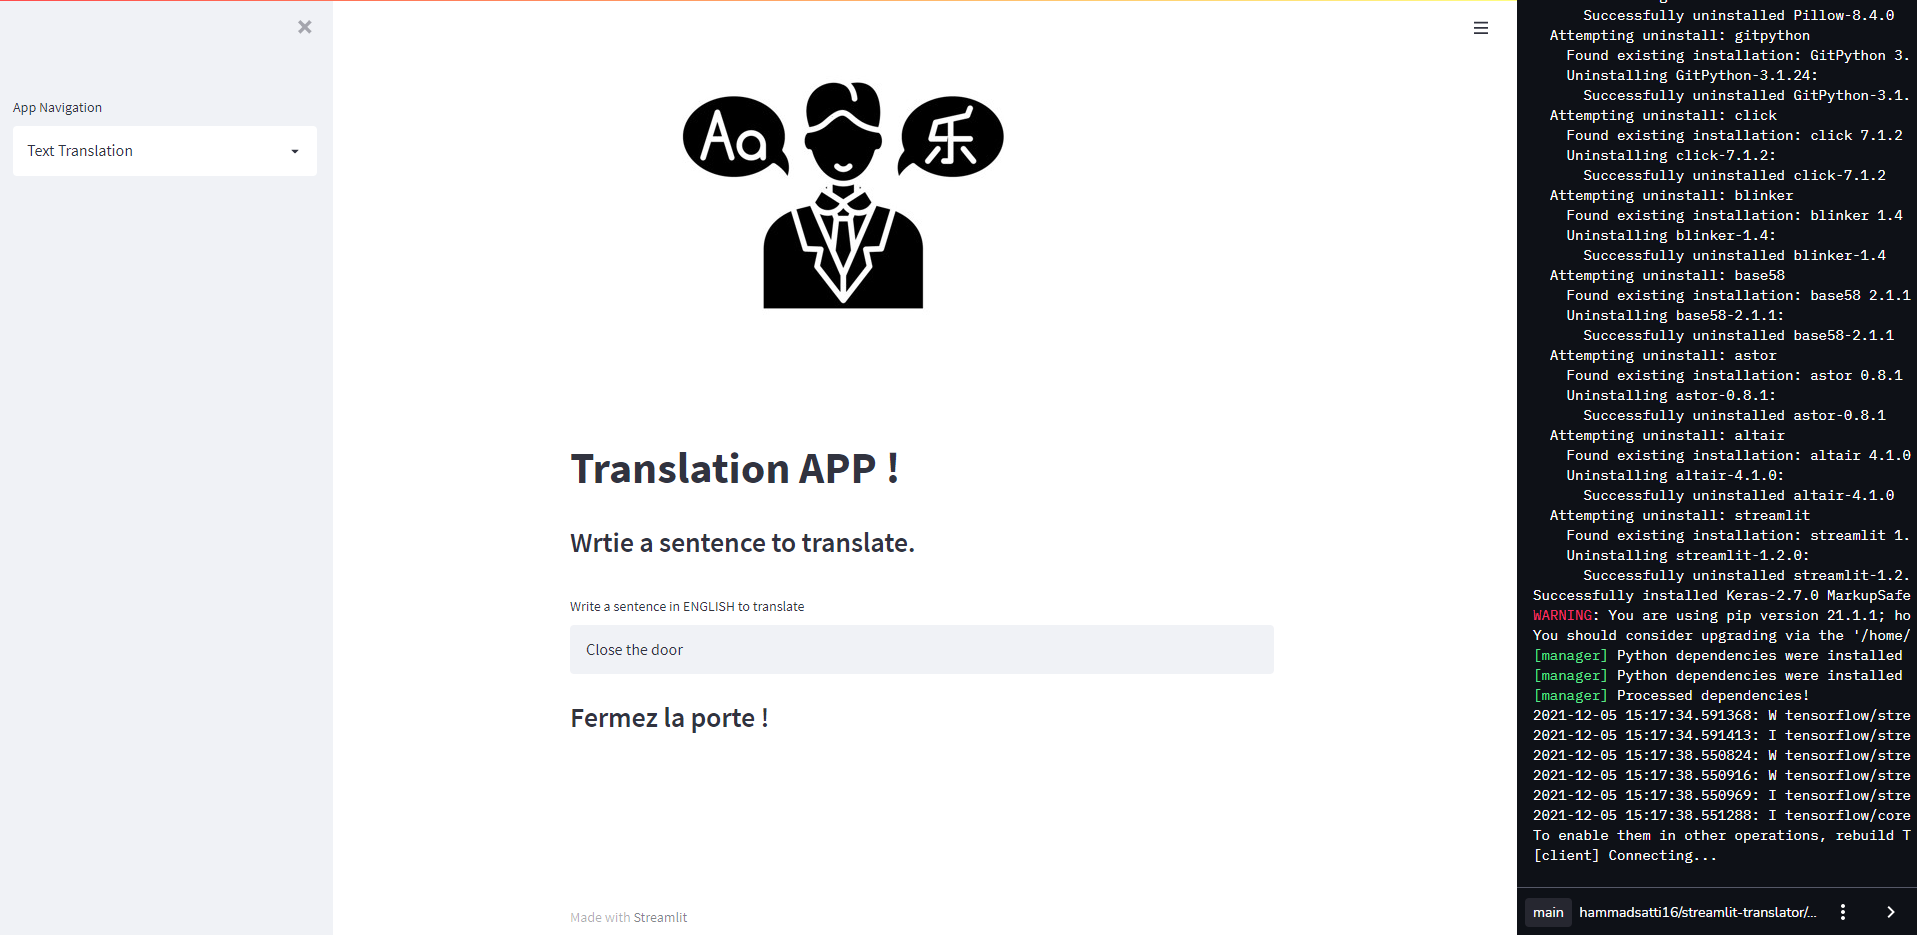 App Navigation
Text Translation
Aa
乐
Translation APP !
Wrtie a sentence to translate.
Write a sentence in ENGLISH to translate
Close the door
Fermez la porte !
Made with Streamlit
Successfully uninstalled Pillow-8.4.0
Attempting uninstall: gitpython
Found existing installation: GitPython 3.
Uninstalling GitPython-3.1.24:
Successfully uninstalled GitPython-3.1.
Attempting uninstall: click
Found existing installation: click 7.1.2
Uninstalling click-7.1.2:
Successfully uninstalled click-7.1.2
Attempting uninstall: blinker
Found existing installation: blinker 1.4
Uninstalling blinker-1.4:
Successfully uninstalled blinker-1.4
Attempting uninstall: base58
Found existing installation: base58 2.1.1
Uninstalling base58-2.1.1:
Successfully uninstalled base58-2.1.1
Attempting uninstall: astor
Found existing installation: astor 0.8.1
Uninstalling astor-0.8.1:
Successfully uninstalled astor-0.8.1
Attempting uninstall: altair
Found existing installation: altair 4.1.0
Uninstalling altair-4.1.0:
Successfully uninstalled altair-4.1.0
Attempting uninstall: streamlit
Found existing installation: streamlit 1.
Uninstalling streamlit-1.2.0:
Successfully uninstalled streamlit-1.2.
Successfully installed Keras-2.7.0 MarkupSafe
WARNING: You are using pip version 21.1.1; ho
You should consider upgrading via the '/home/
[manager] Python dependencies were installed
[manager] Python dependencies were installed
[manager] Processed dependencies!
2021-12-05 15:17:34.591368: W tensorflow/stre
2021-12-05 15:17:34.591413: I tensorflow/stre
2021-12-05 15:17:38.550824: W tensorflow/stre
2021-12-05 15:17:38.550916: W tensorflow/stre
2021-12-05 15:17:38.550969: I tensorflow/stre
2021-12-05 15:17:38.551288: I tensorflow/core
To enable them in other operations, rebuild T
[client] Connecting...
main hammadsatti16/streamlit-translator/...